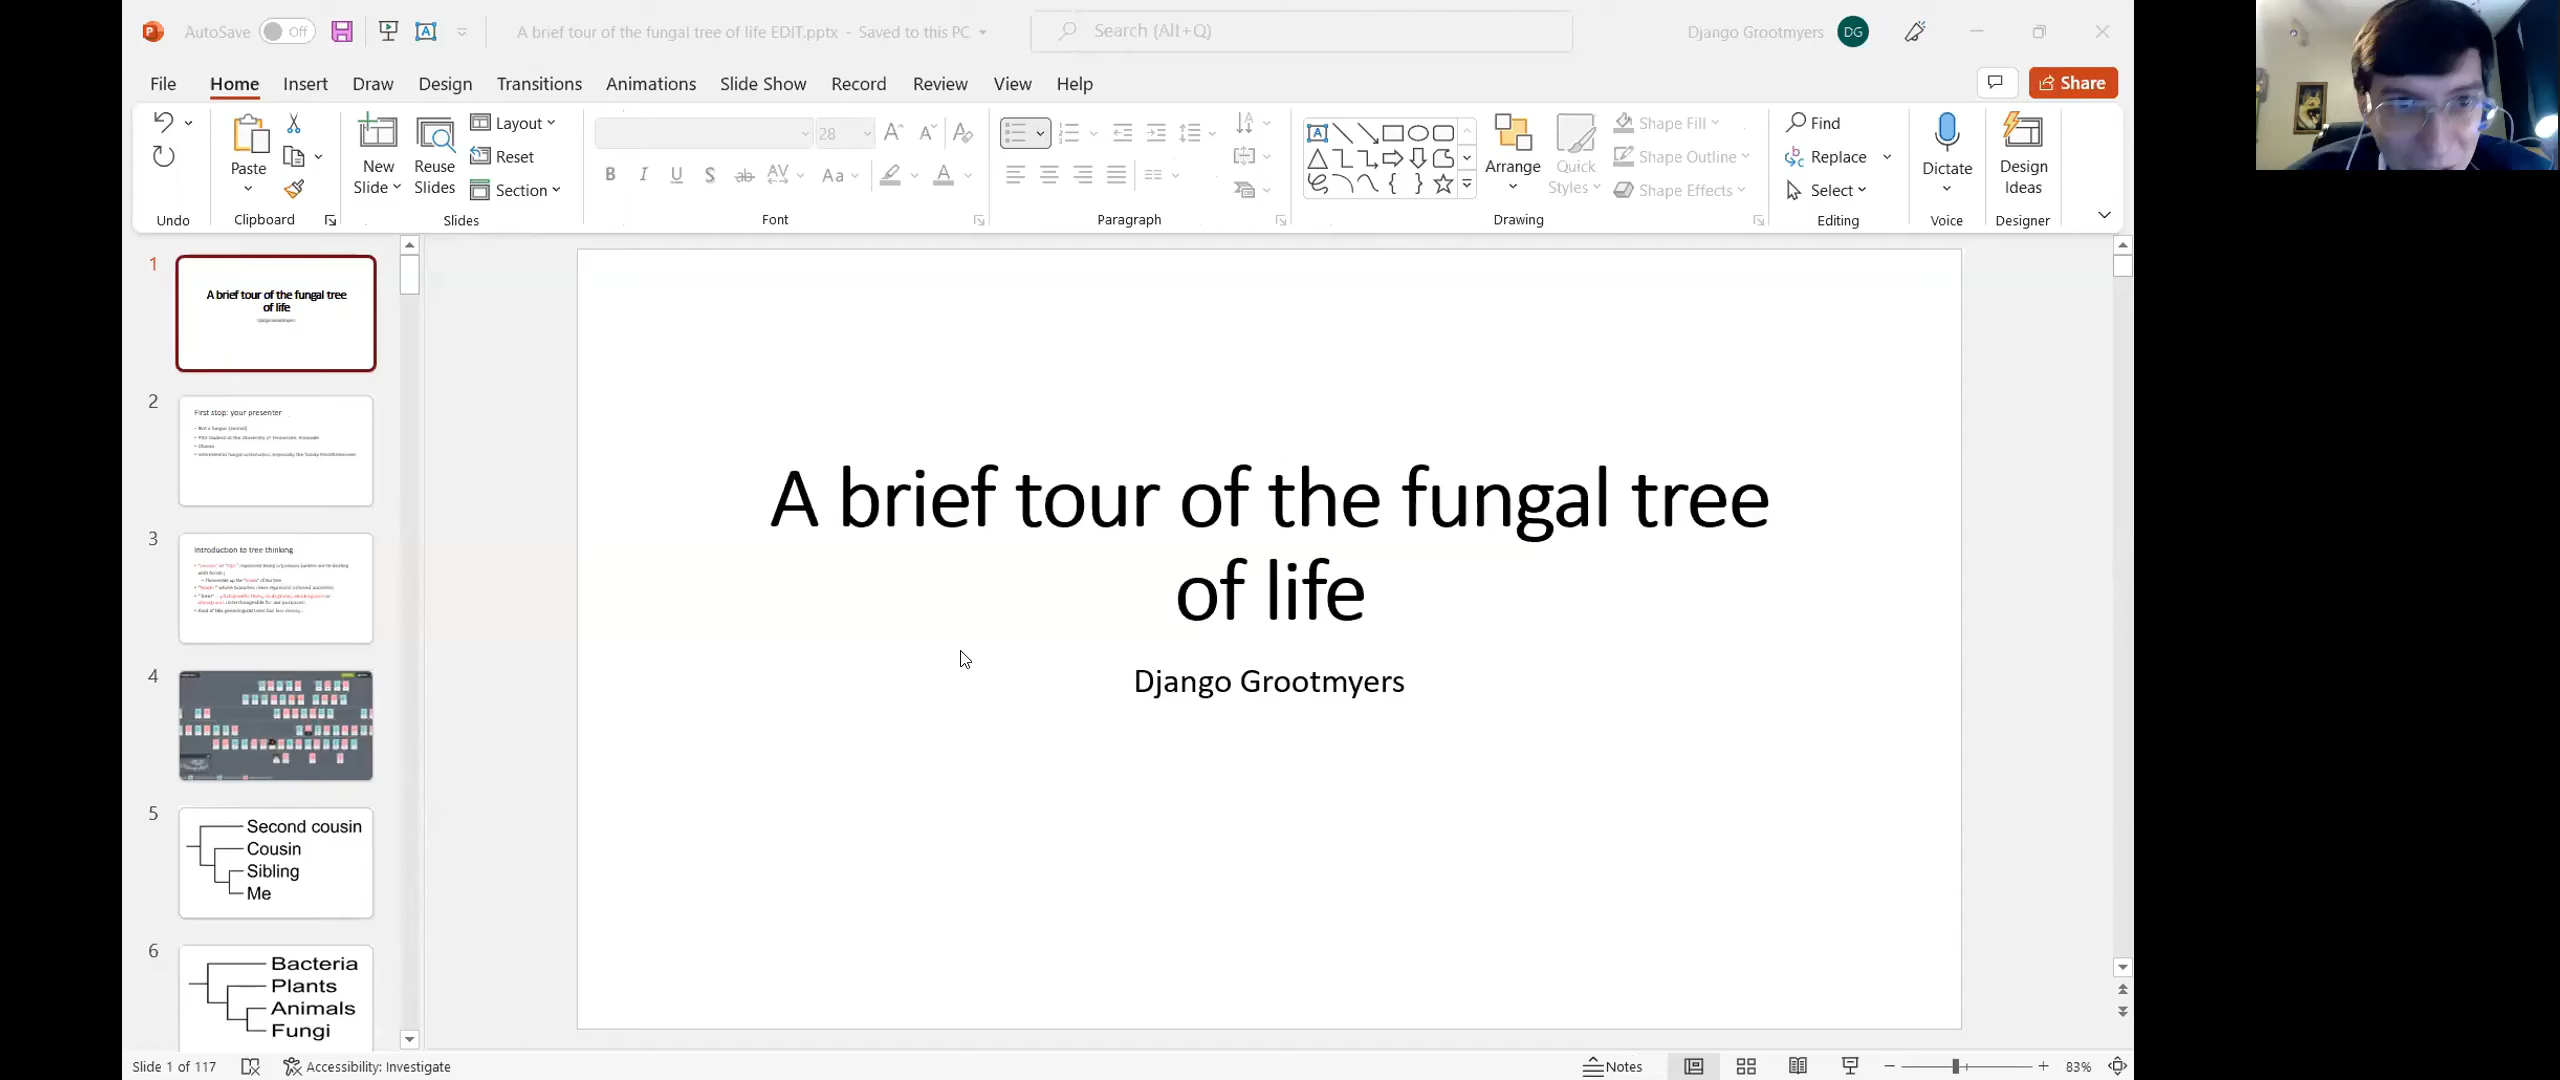 AutoSave Off A brief tour of the fungal tree of life EDIT.pptx - Saved to this PC Search (Alt+Q) Django Grootmyers DG
File Home Insert Draw Design Transitions Animations Slide Show Record Review View Help Share
Paste
New
Slide
Reuse
Slides
Layout
Reset
Section
28
B I U S ab AV Aa A
Arrange
Quick
Styles
Shape Fill
Shape Outline
Shape Effects
Find
Replace
Select
Dictate
Design
Ideas
Undo Clipboard Slides Font Paragraph Drawing Editing Voice Designer
1
A brief tour of the fungal tree
of life
2
First stop: your presenter
3
Introduction to tree thinking
4
5
Second cousin
Cousin
Sibling
Me
6
Bacteria
Plants
Animals
Fungi
A brief tour of the fungal tree
of life
Django Grootmyers
Slide 1 of 117 Accessibility: Investigate Notes 83%